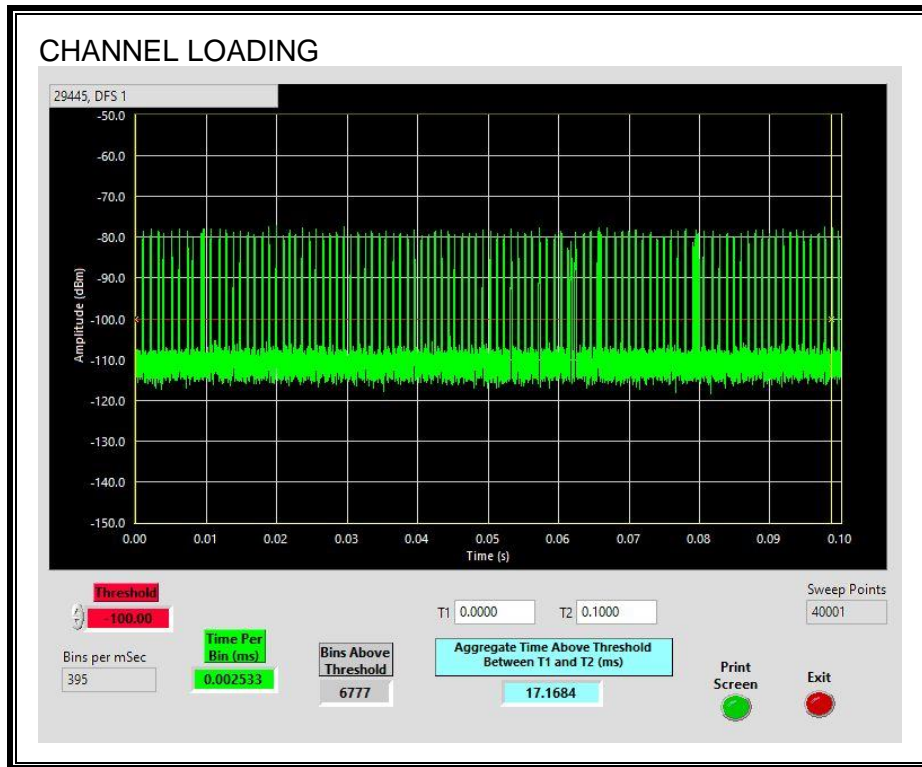 CHANNEL LOADING
29445, DFS 1
-50.0
-60.0
-70.0
-80.0
-90.0
-100.0
-110.0
-120.0
-130.0
-140.0
-150.0
Amplitude (dBm)
0.00 0.01 0.02 0.03 0.04 0.05 0.06 0.07 0.08 0.09 0.10
Time (s)
Threshold
-100.00
Bins per mSec
395
Time Per
Bin (ms)
0.002533
Bins Above
Threshold
6777
T1 0.0000 T2 0.1000
Aggregate Time Above Threshold
Between T1 and T2 (ms)
17.1684
Sweep Points
40001
Print
Screen
Exit